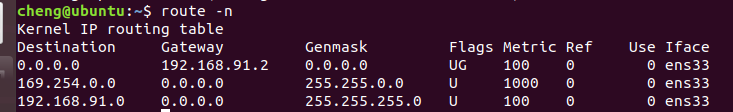 cheng@ubuntu:~$ route -n
Kernel IP routing table
Destination     Gateway         Genmask         Flags Metric Ref    Use Iface
0.0.0.0         192.168.91.2    0.0.0.0         UG    100    0        0 ens33
169.254.0.0     0.0.0.0         255.255.0.0     U     1000   0        0 ens33
192.168.91.0    0.0.0.0         255.255.255.0   U     100    0        0 ens33